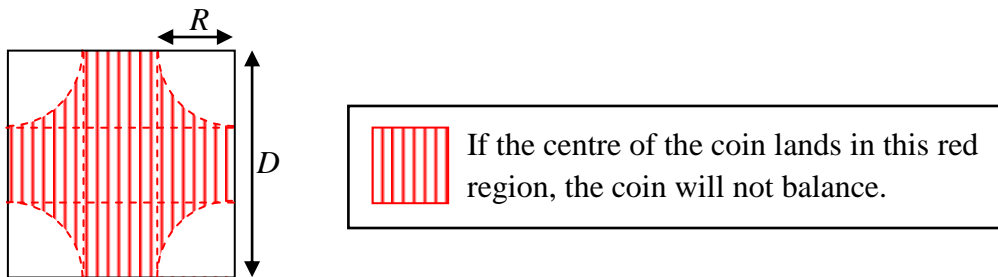 R
D
If the centre of the coin lands in this red
region, the coin will not balance.